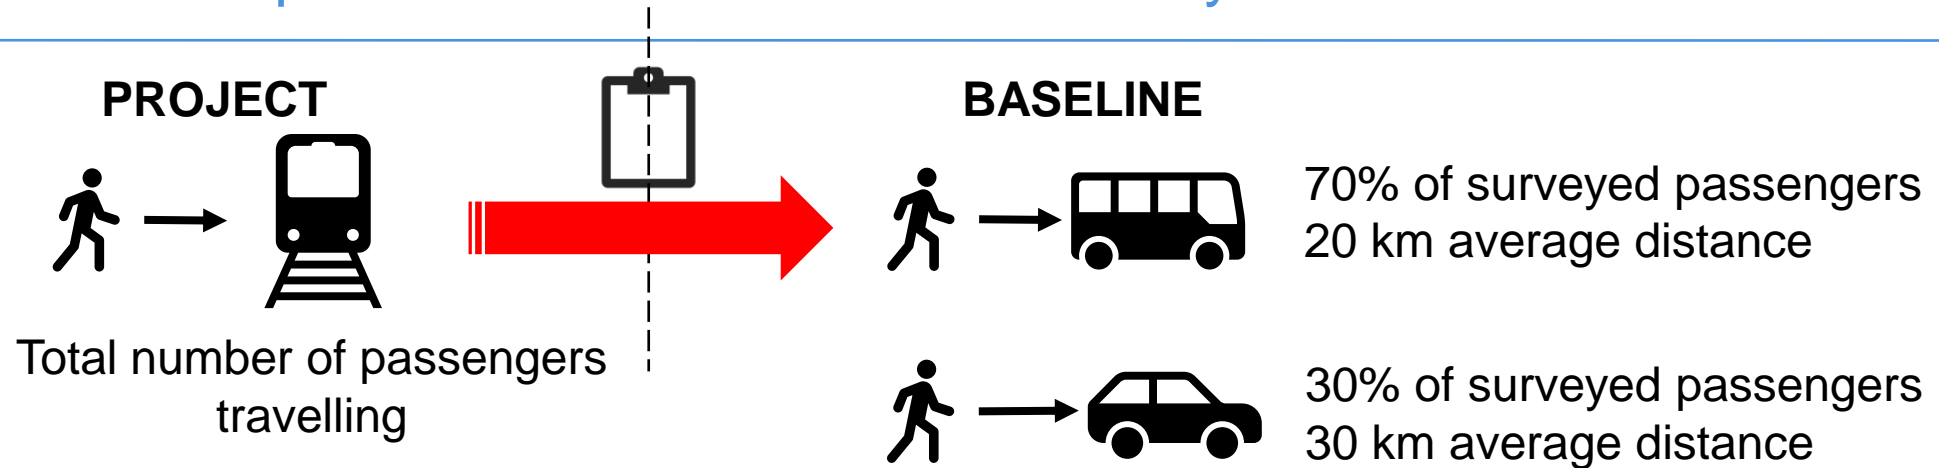 PROJECT
BASELINE
70% of surveyed passengers
20 km average distance
Total number of passengers
travelling
30% of surveyed passengers
30 km average distance